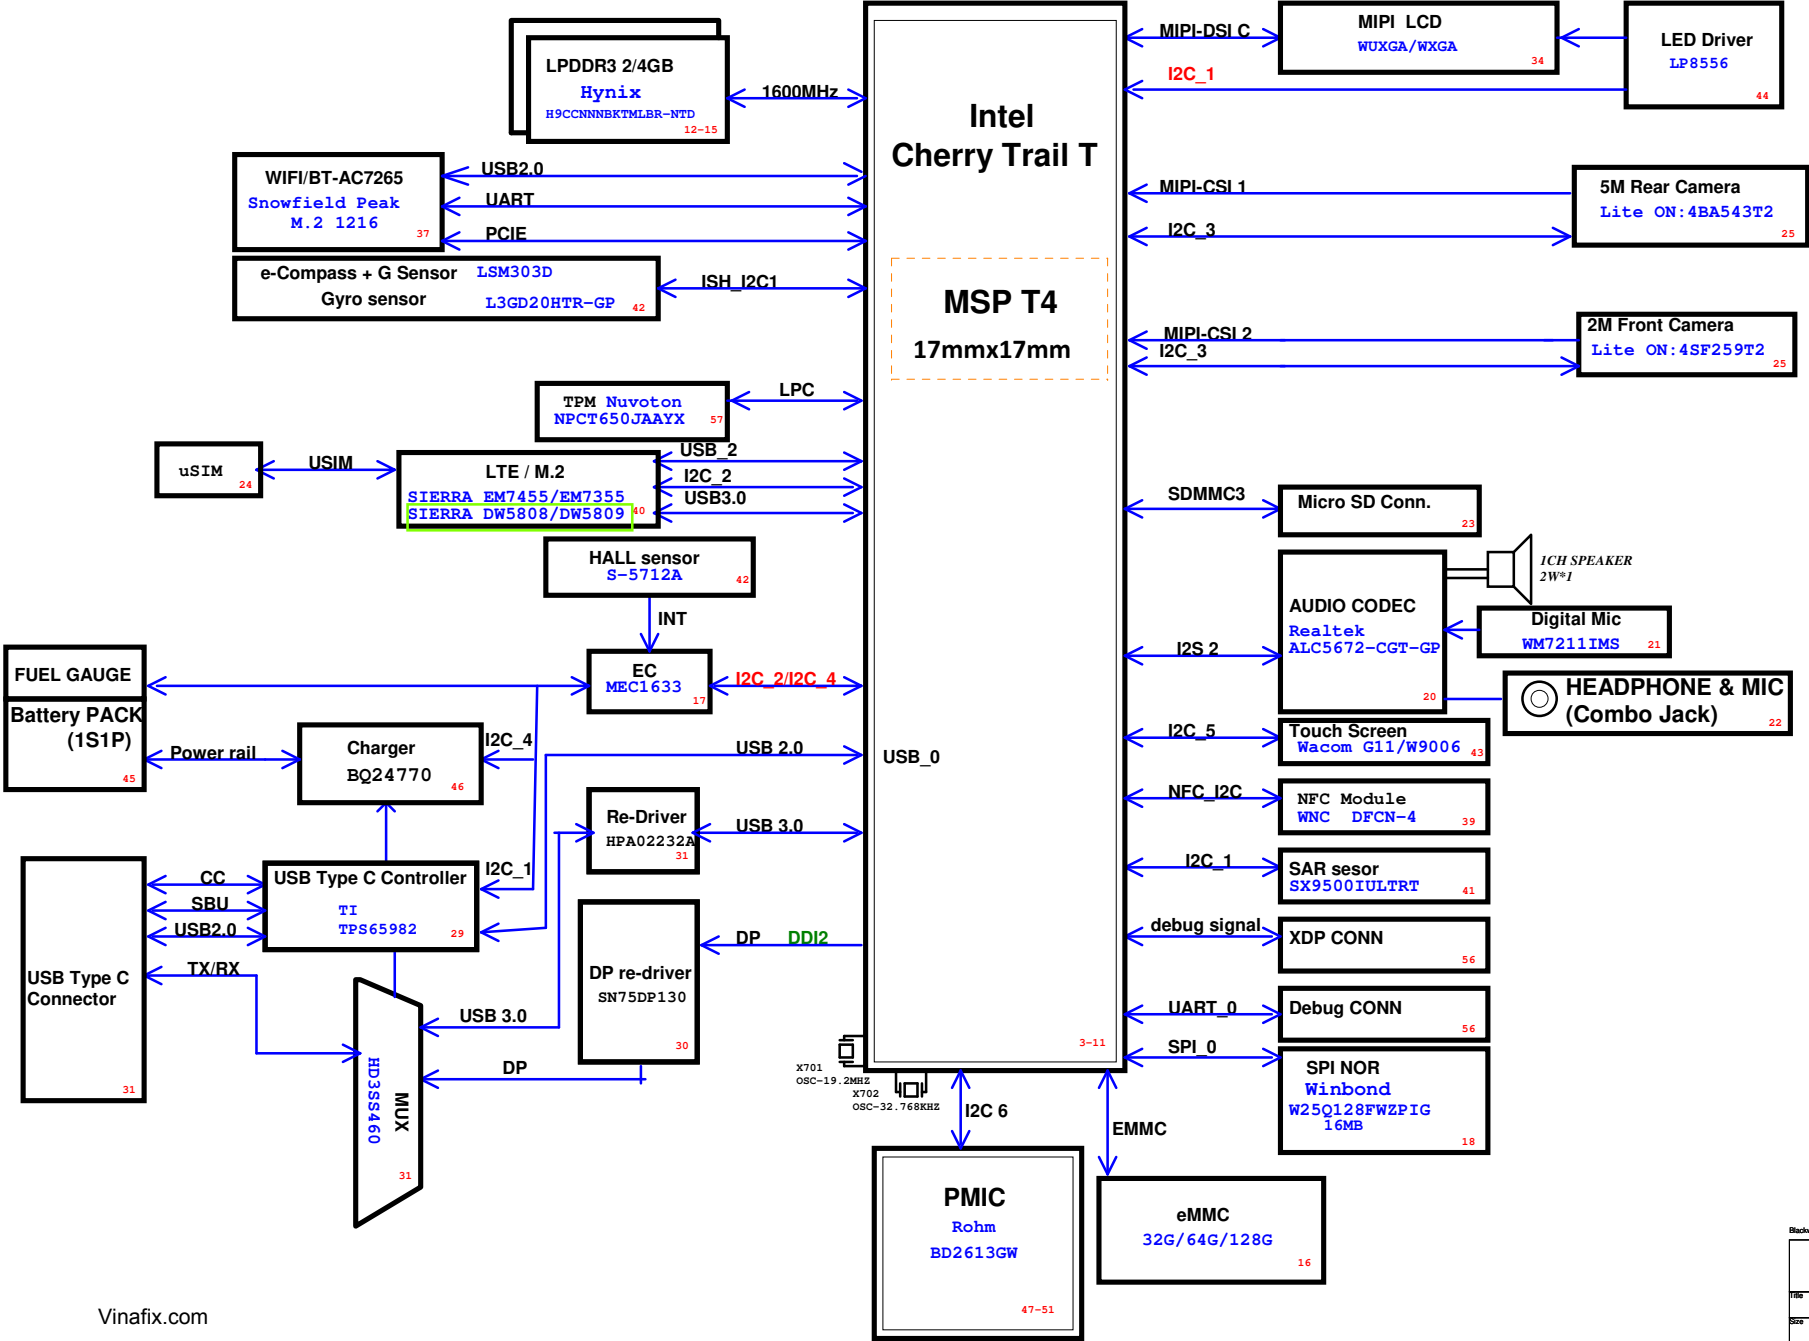 LPDDR3 2/4GB
Hynix
H9CCNNNBKTMLBR-NTD
12-15
1600MHz
WIFI/BT-AC7265
Snowfield Peak
M.2 1216
37
USB2.0
UART
PCIE
e-Compass + G Sensor LSM303D
Gyro sensor L3GD20HTR-GP
42
ISH_I2C1
TPM Nuvoton
NPCT650JAAYX
57
LPC
uSIM
24
USIM
LTE / M.2
SIERRA EM7455/EM7355
SIERRA DW5808/DW5809
40
USB_2
I2C_2
USB3.0
HALL sensor
S-5712A
42
INT
EC
MEC1633
17
I2C_2/I2C_4
FUEL GAUGE
Battery PACK
(1S1P)
45
Power rail
Charger
BQ24770
46
I2C_4
USB 2.0
USB_0
Re-Driver
HPA02232A
31
USB 3.0
USB Type C Controller
TI
TPS65982
29
I2C_1
CC
SBU
USB2.0
TX/RX
USB Type C
Connector
31
MUX
HD3SS460
31
USB 3.0
DP
DP re-driver
SN75DP130
30
DP DDI2
Intel
Cherry Trail T
MSP T4
17mmx17mm
3-11
X701
OSC-19.2MHZ
X702
OSC-32.768KHZ
I2C 6
EMMC
PMIC
Rohm
BD2613GW
47-51
eMMC
32G/64G/128G
16
MIPI-DSI C
I2C_1
MIPI LCD
WUXGA/WXGA
34
LED Driver
LP8556
44
MIPI-CSI 1
I2C_3
5M Rear Camera
Lite ON:4BA543T2
25
MIPI-CSI 2
I2C_3
2M Front Camera
Lite ON:4SF259T2
25
SDMMC3
Micro SD Conn.
23
I2S 2
AUDIO CODEC
Realtek
ALC5672-CGT-GP
20
1CH SPEAKER
2W*1
Digital Mic
WM7211IMS
21
HEADPHONE & MIC
(Combo Jack)
22
I2C_5
Touch Screen
Wacom G11/W9006
43
NFC_I2C
NFC Module
WNC DFCN-4
39
I2C_1
SAR sesor
SX9500IULTRT
41
debug signal
XDP CONN
56
UART_0
Debug CONN
56
SPI_0
SPI NOR
Winbond
W25Q128FWZPIG
16MB
18
Title
Size
Vinafix.com